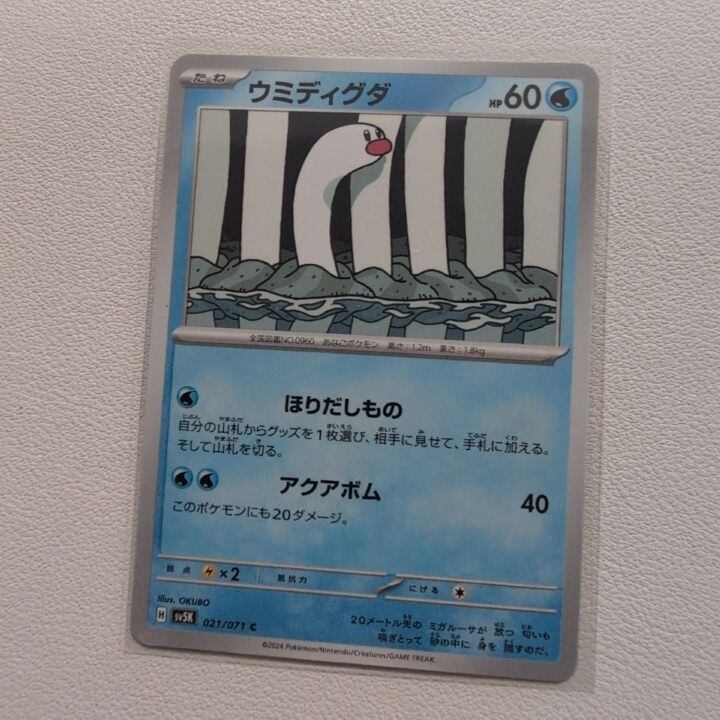 たね
ウミディグダ
HP60
全国図鑑NO.0960 あなごポケモン 高さ:1.2m 重さ:1.8kg
ほりだしもの
自分の山札からグッズを1枚選び、相手に見せて、手札に加える。
そして山札を切る。
アクアボム 40
このポケモンにも20ダメージ。
弱点 ×2 抵抗力 にげる
Illus. OKUBO
H sv5K 021/071 C
20メートル先の ミガルーサが 放つ 匂いも
嗅ぎとって 砂の中に 身を 隠すのだ。
©2024 Pokémon/Nintendo/Creatures/GAME FREAK.